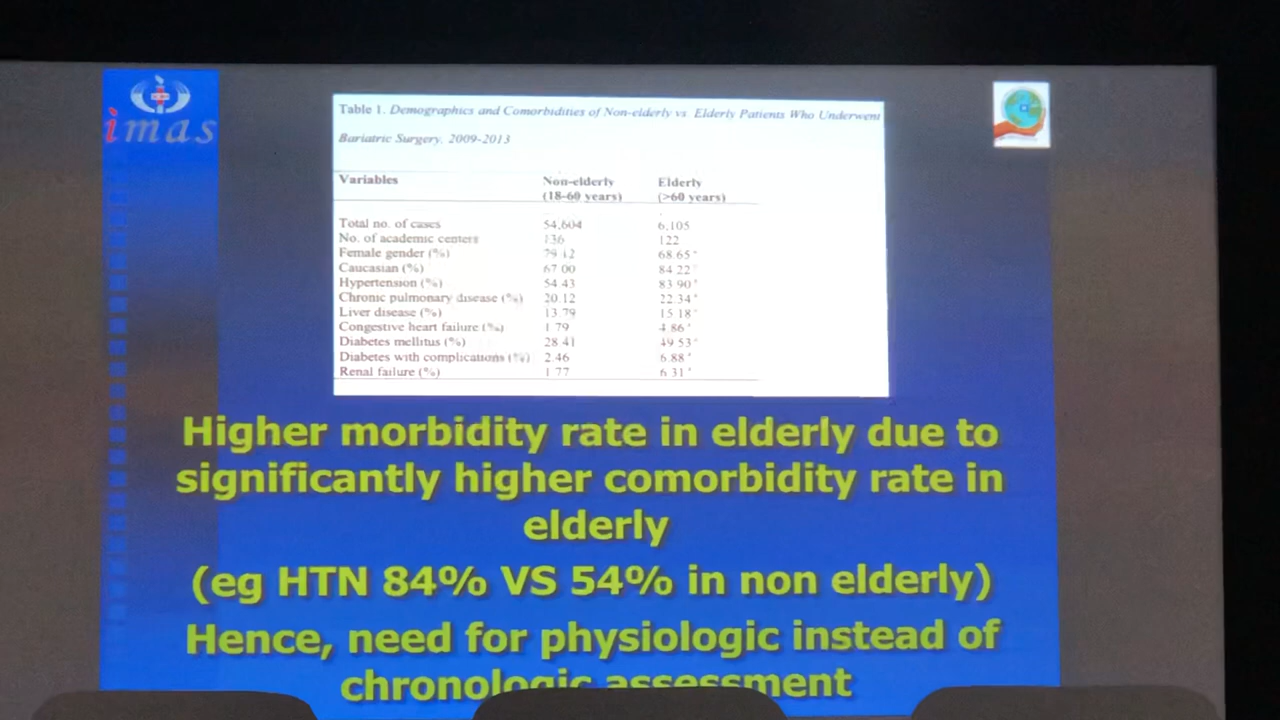 imas
Table 1. Demographics and Comorbidities of Non-elderly vs Elderly Patients Who Underwent
Bariatric Surgery, 2009-2013
Variables Non-elderly Elderly
(18-60 years) (>60 years)
Total no. of cases 54,604 6,105
No. of academic centers 136 122
Female gender (%) 79.12 68.65*
Caucasian (%) 67.00 84.22*
Hypertension (%) 54.43 83.90*
Chronic pulmonary disease (%) 20.12 22.34*
Liver disease (%) 13.79 15.18*
Congestive heart failure (%) 1.79 4.86*
Diabetes mellitus (%) 28.41 49.53*
Diabetes with complications (%) 2.46 6.88*
Renal failure (%) 1.77 6.31*
Higher morbidity rate in elderly due to
significantly higher comorbidity rate in
elderly
(eg HTN 84% VS 54% in non elderly)
Hence, need for physiologic instead of
chronologic assessment